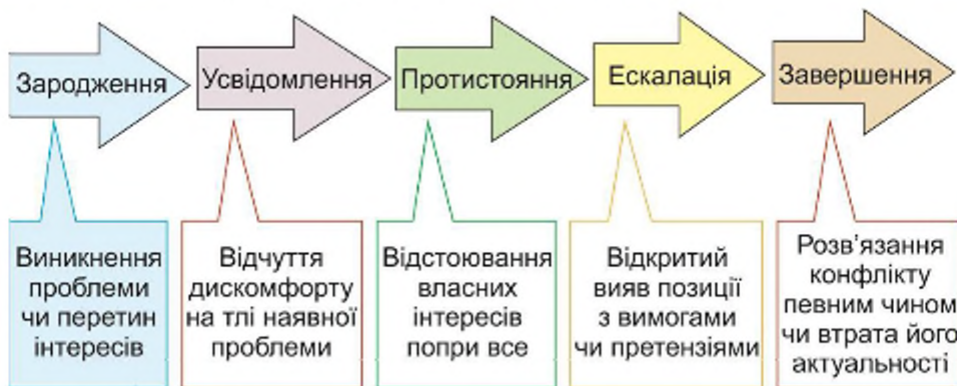 Зародження
Усвідомлення
Протистояння
Ескалація
Завершення
Виникнення
проблеми
чи перетин
інтересів
Відчуття
дискомфорту
на тлі наявної
проблеми
Відстоювання
власних
інтересів
попри все
Відкритий
вияв позиції
з вимогами
чи претензіями
Розв’язання
конфлікту
певним чином
чи втрата його
актуальності